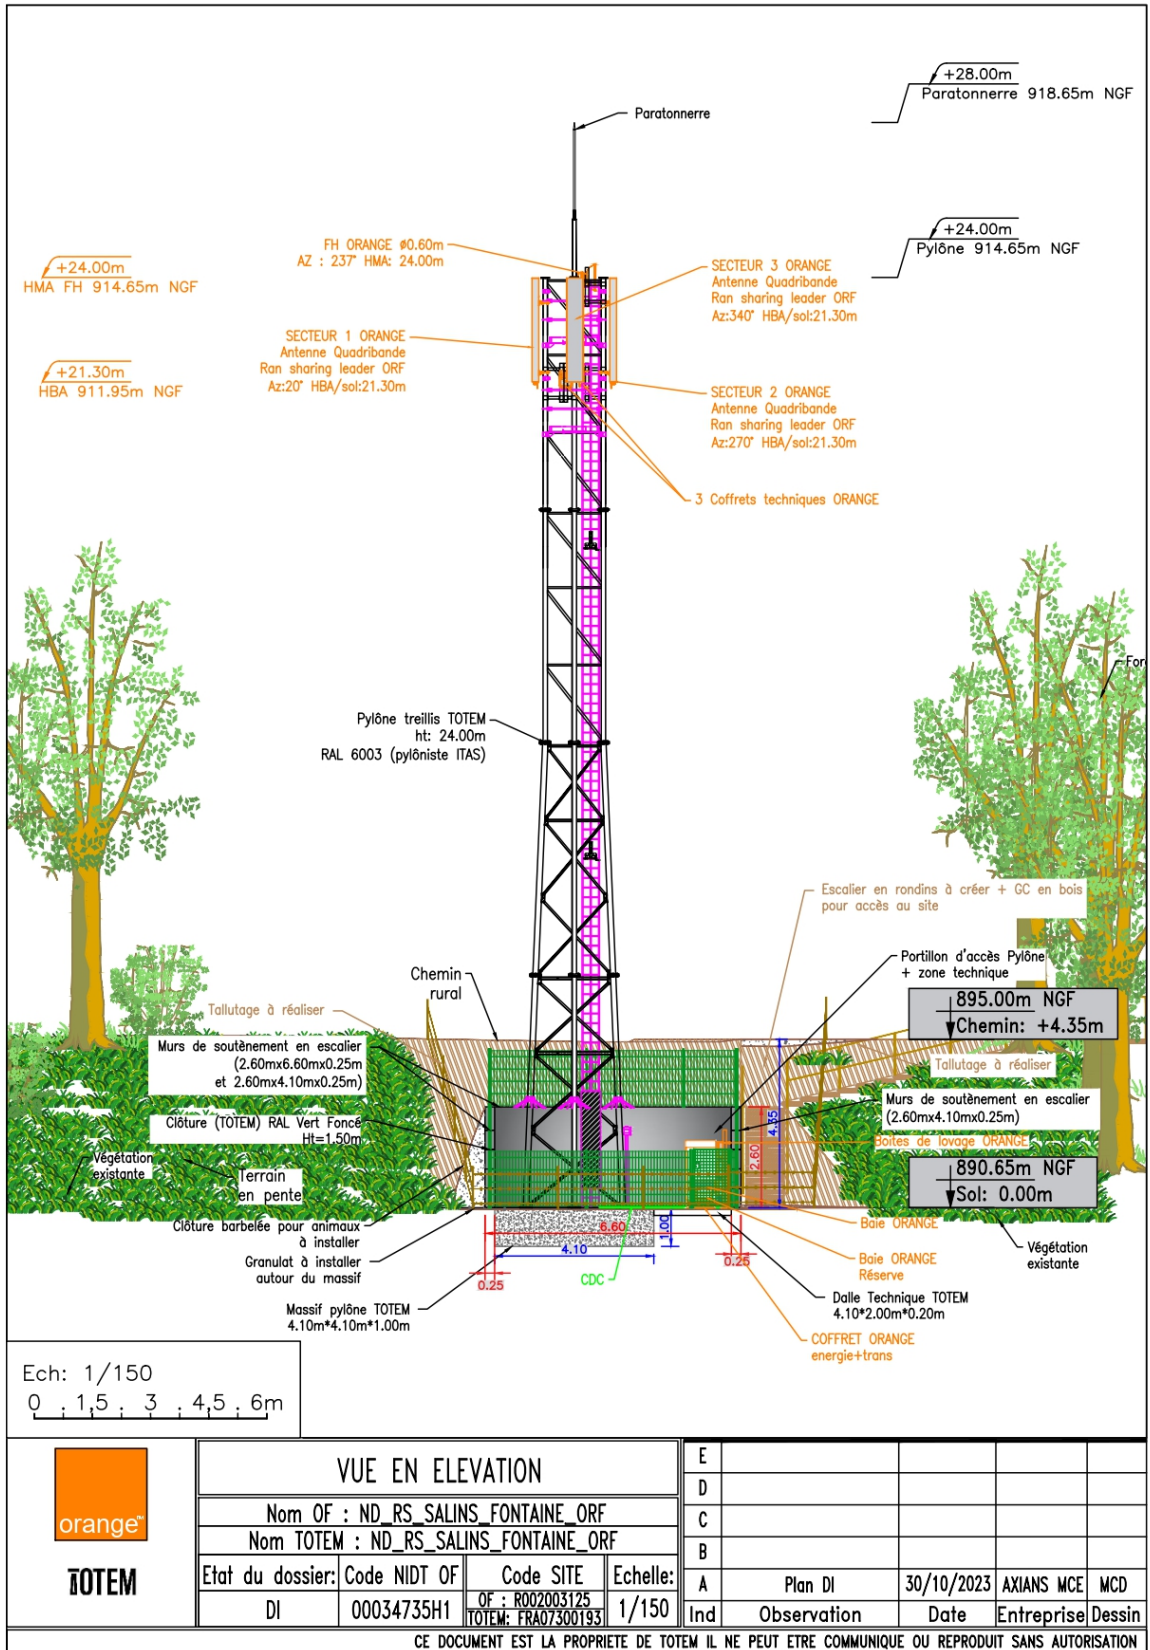 +28.00m
Paratonnerre 918.65m NGF
Paratonnerre
+24.00m
Pylône 914.65m NGF
FH ORANGE ø0.60m
AZ : 237° HMA: 24.00m
+24.00m
HMA FH 914.65m NGF
SECTEUR 3 ORANGE
Antenne Quadribande
Ran sharing leader ORF
Az:340° HBA/sol:21.30m
SECTEUR 1 ORANGE
Antenne Quadribande
Ran sharing leader ORF
Az:20° HBA/sol:21.30m
+21.30m
HBA 911.95m NGF
SECTEUR 2 ORANGE
Antenne Quadribande
Ran sharing leader ORF
Az:270° HBA/sol:21.30m
3 Coffrets techniques ORANGE
For
Pylône treillis TOTEM
ht: 24.00m
RAL 6003 (pylôniste ITAS)
Escalier en rondins à créer + GC en bois
pour accès au site
Portillon d'accès Pylône
+ zone technique
Chemin
rural
895.00m NGF
Chemin: +4.35m
Tallutage à réaliser
Murs de soutènement en escalier
(2.60mx6.60mx0.25m
et 2.60mx4.10mx0.25m)
Tallutage à réaliser
Murs de soutènement en escalier
(2.60mx4.10mx0.25m)
4.35
Clôture (TOTEM) RAL Vert Foncé
Ht=1.50m
Boites de lovage ORANGE
2.60
Végétation
existante
Terrain
en pente
890.65m NGF
Sol: 0.00m
Clôture barbelée pour animaux
à installer
Baie ORANGE
6.60
1.00
4.10
Granulat à installer
autour du massif
Baie ORANGE
Réserve
Végétation
existante
0.25
CDC
0.25
Massif pylône TOTEM
4.10m*4.10m*1.00m
Dalle Technique TOTEM
4.10*2.00m*0.20m
COFFRET ORANGE
energie+trans
Ech: 1/150
0 1,5 3 4,5 6m
orange™
TOTEM
VUE EN ELEVATION
Nom OF : ND_RS_SALINS_FONTAINE_ORF
Nom TOTEM : ND_RS_SALINS_FONTAINE_ORF
Etat du dossier: Code NIDT OF Code SITE Echelle:
DI 00034735H1 OF : R002003125 1/150
TOTEM: FRA07300193
E
D
C
B
A Plan DI 30/10/2023 AXIANS MCE MCD
Ind Observation Date Entreprise Dessin
CE DOCUMENT EST LA PROPRIETE DE TOTEM IL NE PEUT ETRE COMMUNIQUE OU REPRODUIT SANS AUTORISATION